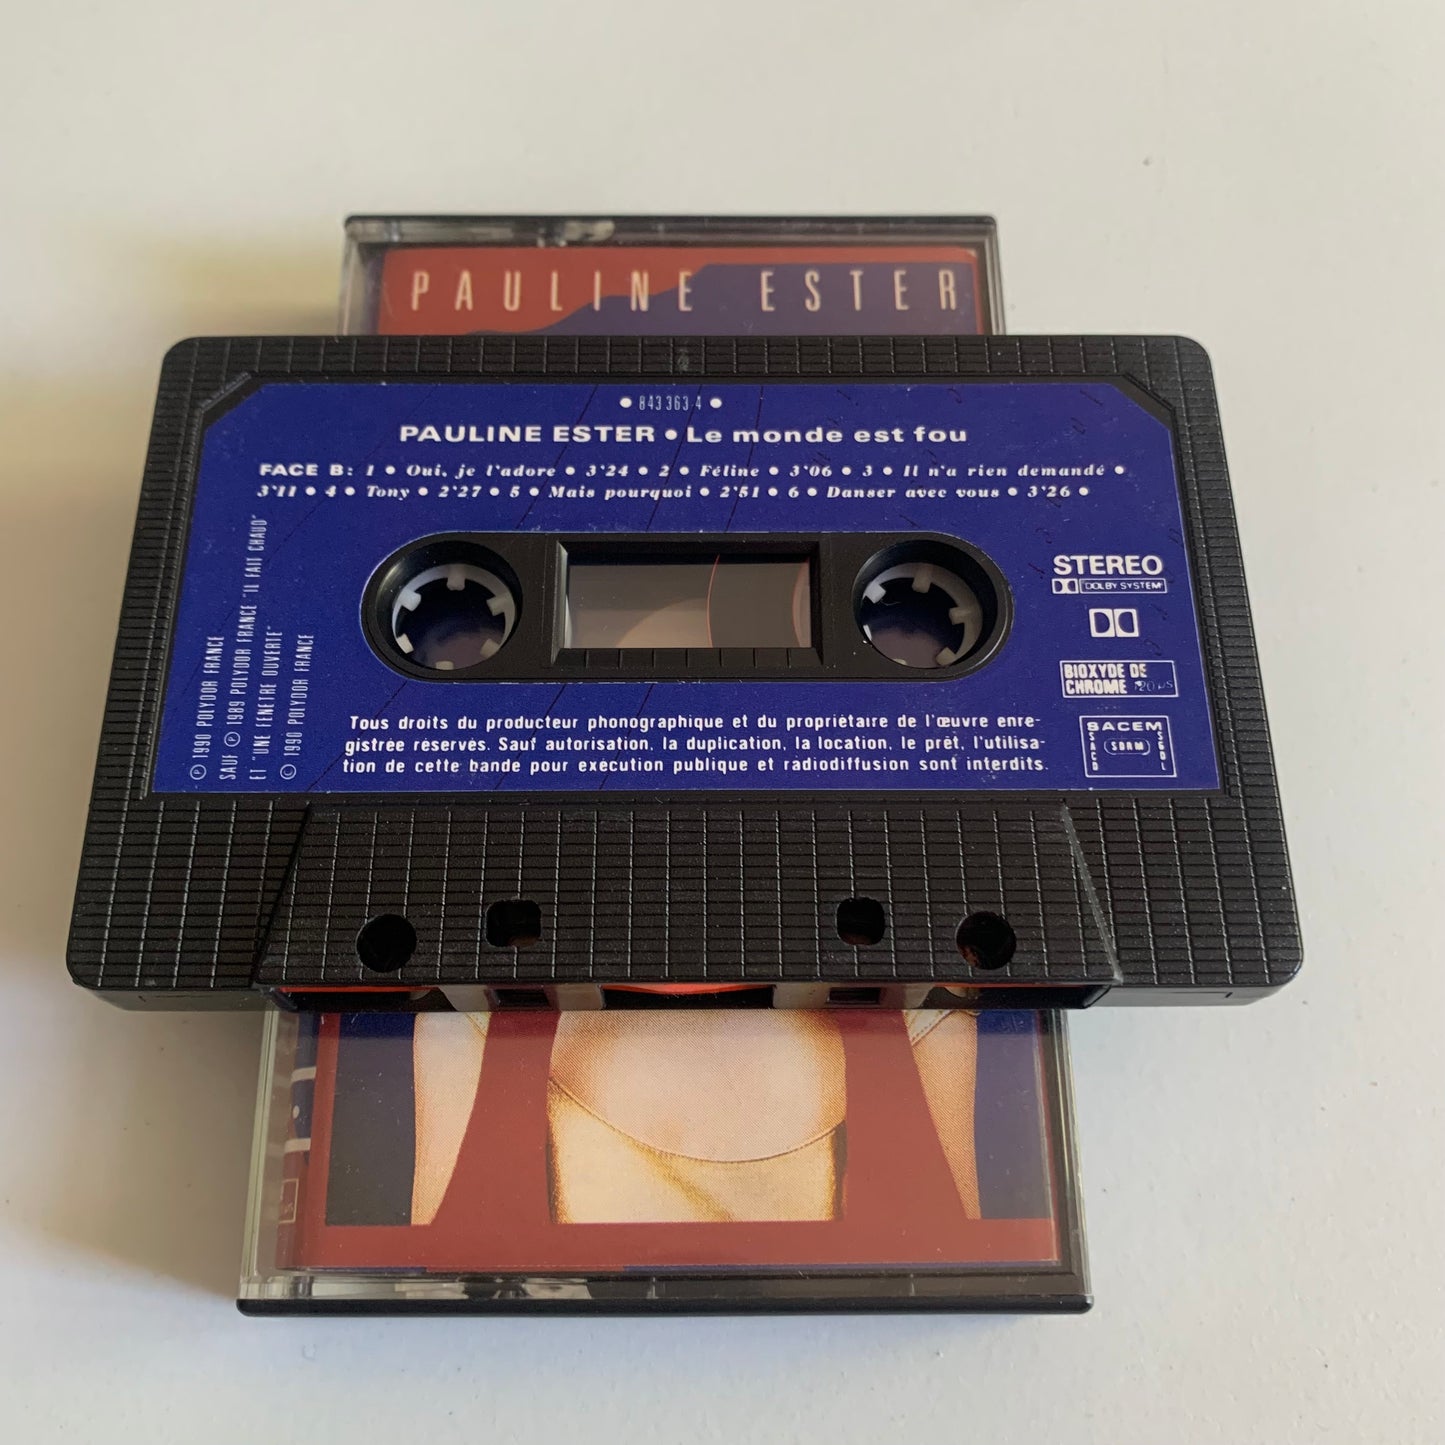 PAULINE ESTER
• 843 363-4 •
PAULINE ESTER • Le monde est fou
FACE B: 1 • Oui, je l'adore • 3'24 • 2 • Féline • 3'06 • 3 • Il n'a rien demandé •
3'11 • 4 • Tony • 2'27 • 5 • Mais pourquoi • 2'51 • 6 • Danser avec vous • 3'26 •
Ⓟ 1990 POLYDOR FRANCE
SAUF Ⓟ 1989 POLYDOR FRANCE "IL FAIT CHAUD"
ET "UNE FENETRE OUVERTE"
© 1990 POLYDOR FRANCE
STEREO
DOLBY SYSTEM
BIOXYDE DE
CHROME 120 µs
SACEM
SACD
SDRM
SGDL
Tous droits du producteur phonographique et du propriétaire de l'œuvre enre-
gistrée réservés. Sauf autorisation, la duplication, la location, le prêt, l'utilisa-
tion de cette bande pour exécution publique et radiodiffusion sont interdits.